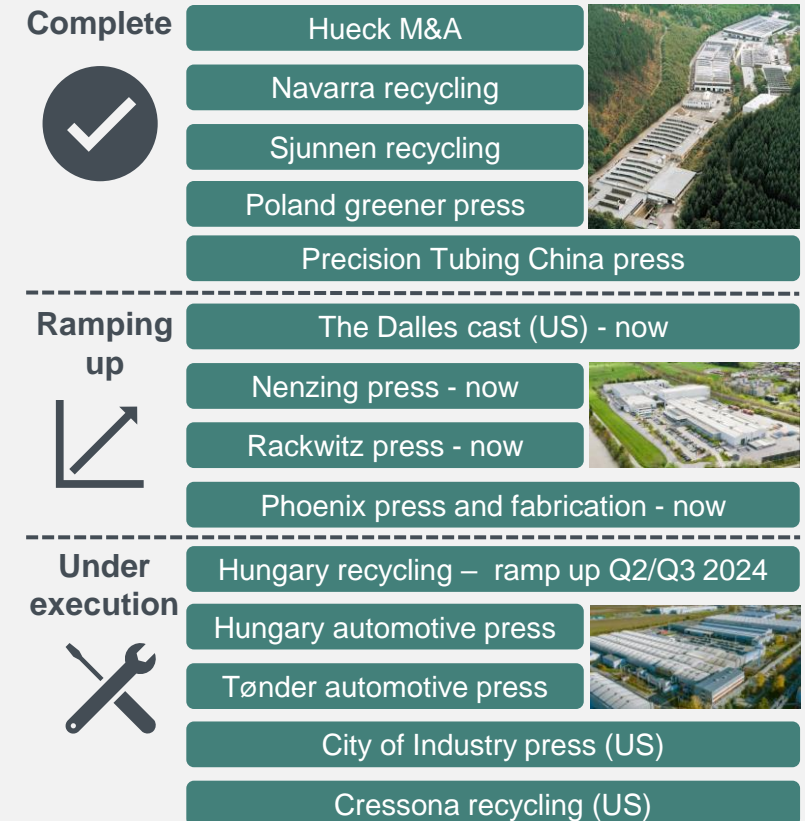 Complete
Hueck M&A
Navarra recycling
Sjunnen recycling
Poland greener press
Precision Tubing China press
Ramping
up
The Dalles cast (US) - now
Nenzing press - now
Rackwitz press - now
Phoenix press and fabrication - now
Under
execution
Hungary recycling –  ramp up Q2/Q3 2024
Hungary automotive press
Tønder automotive press
City of Industry press (US)
Cressona recycling (US)